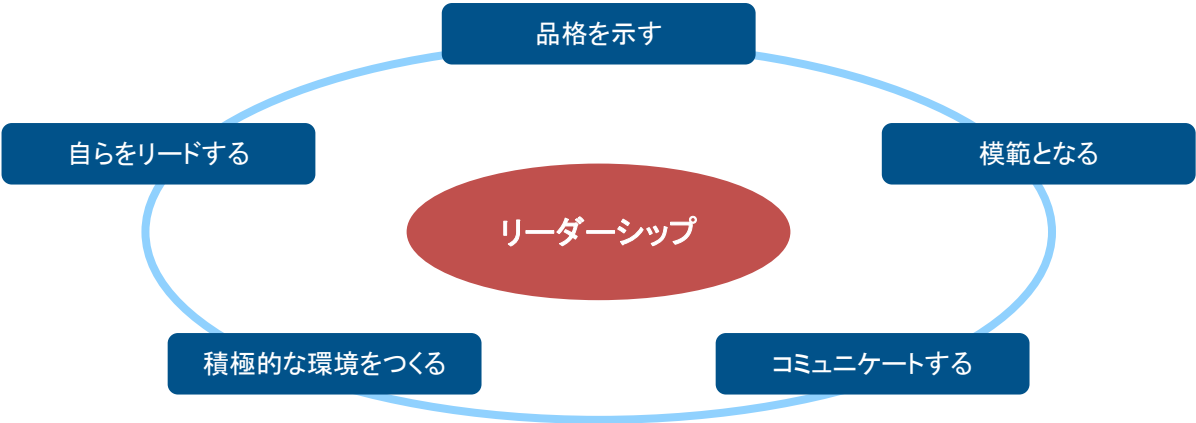 品格を示す
自らをリードする
模範となる
リーダーシップ
積極的な環境をつくる
コミュニケートする